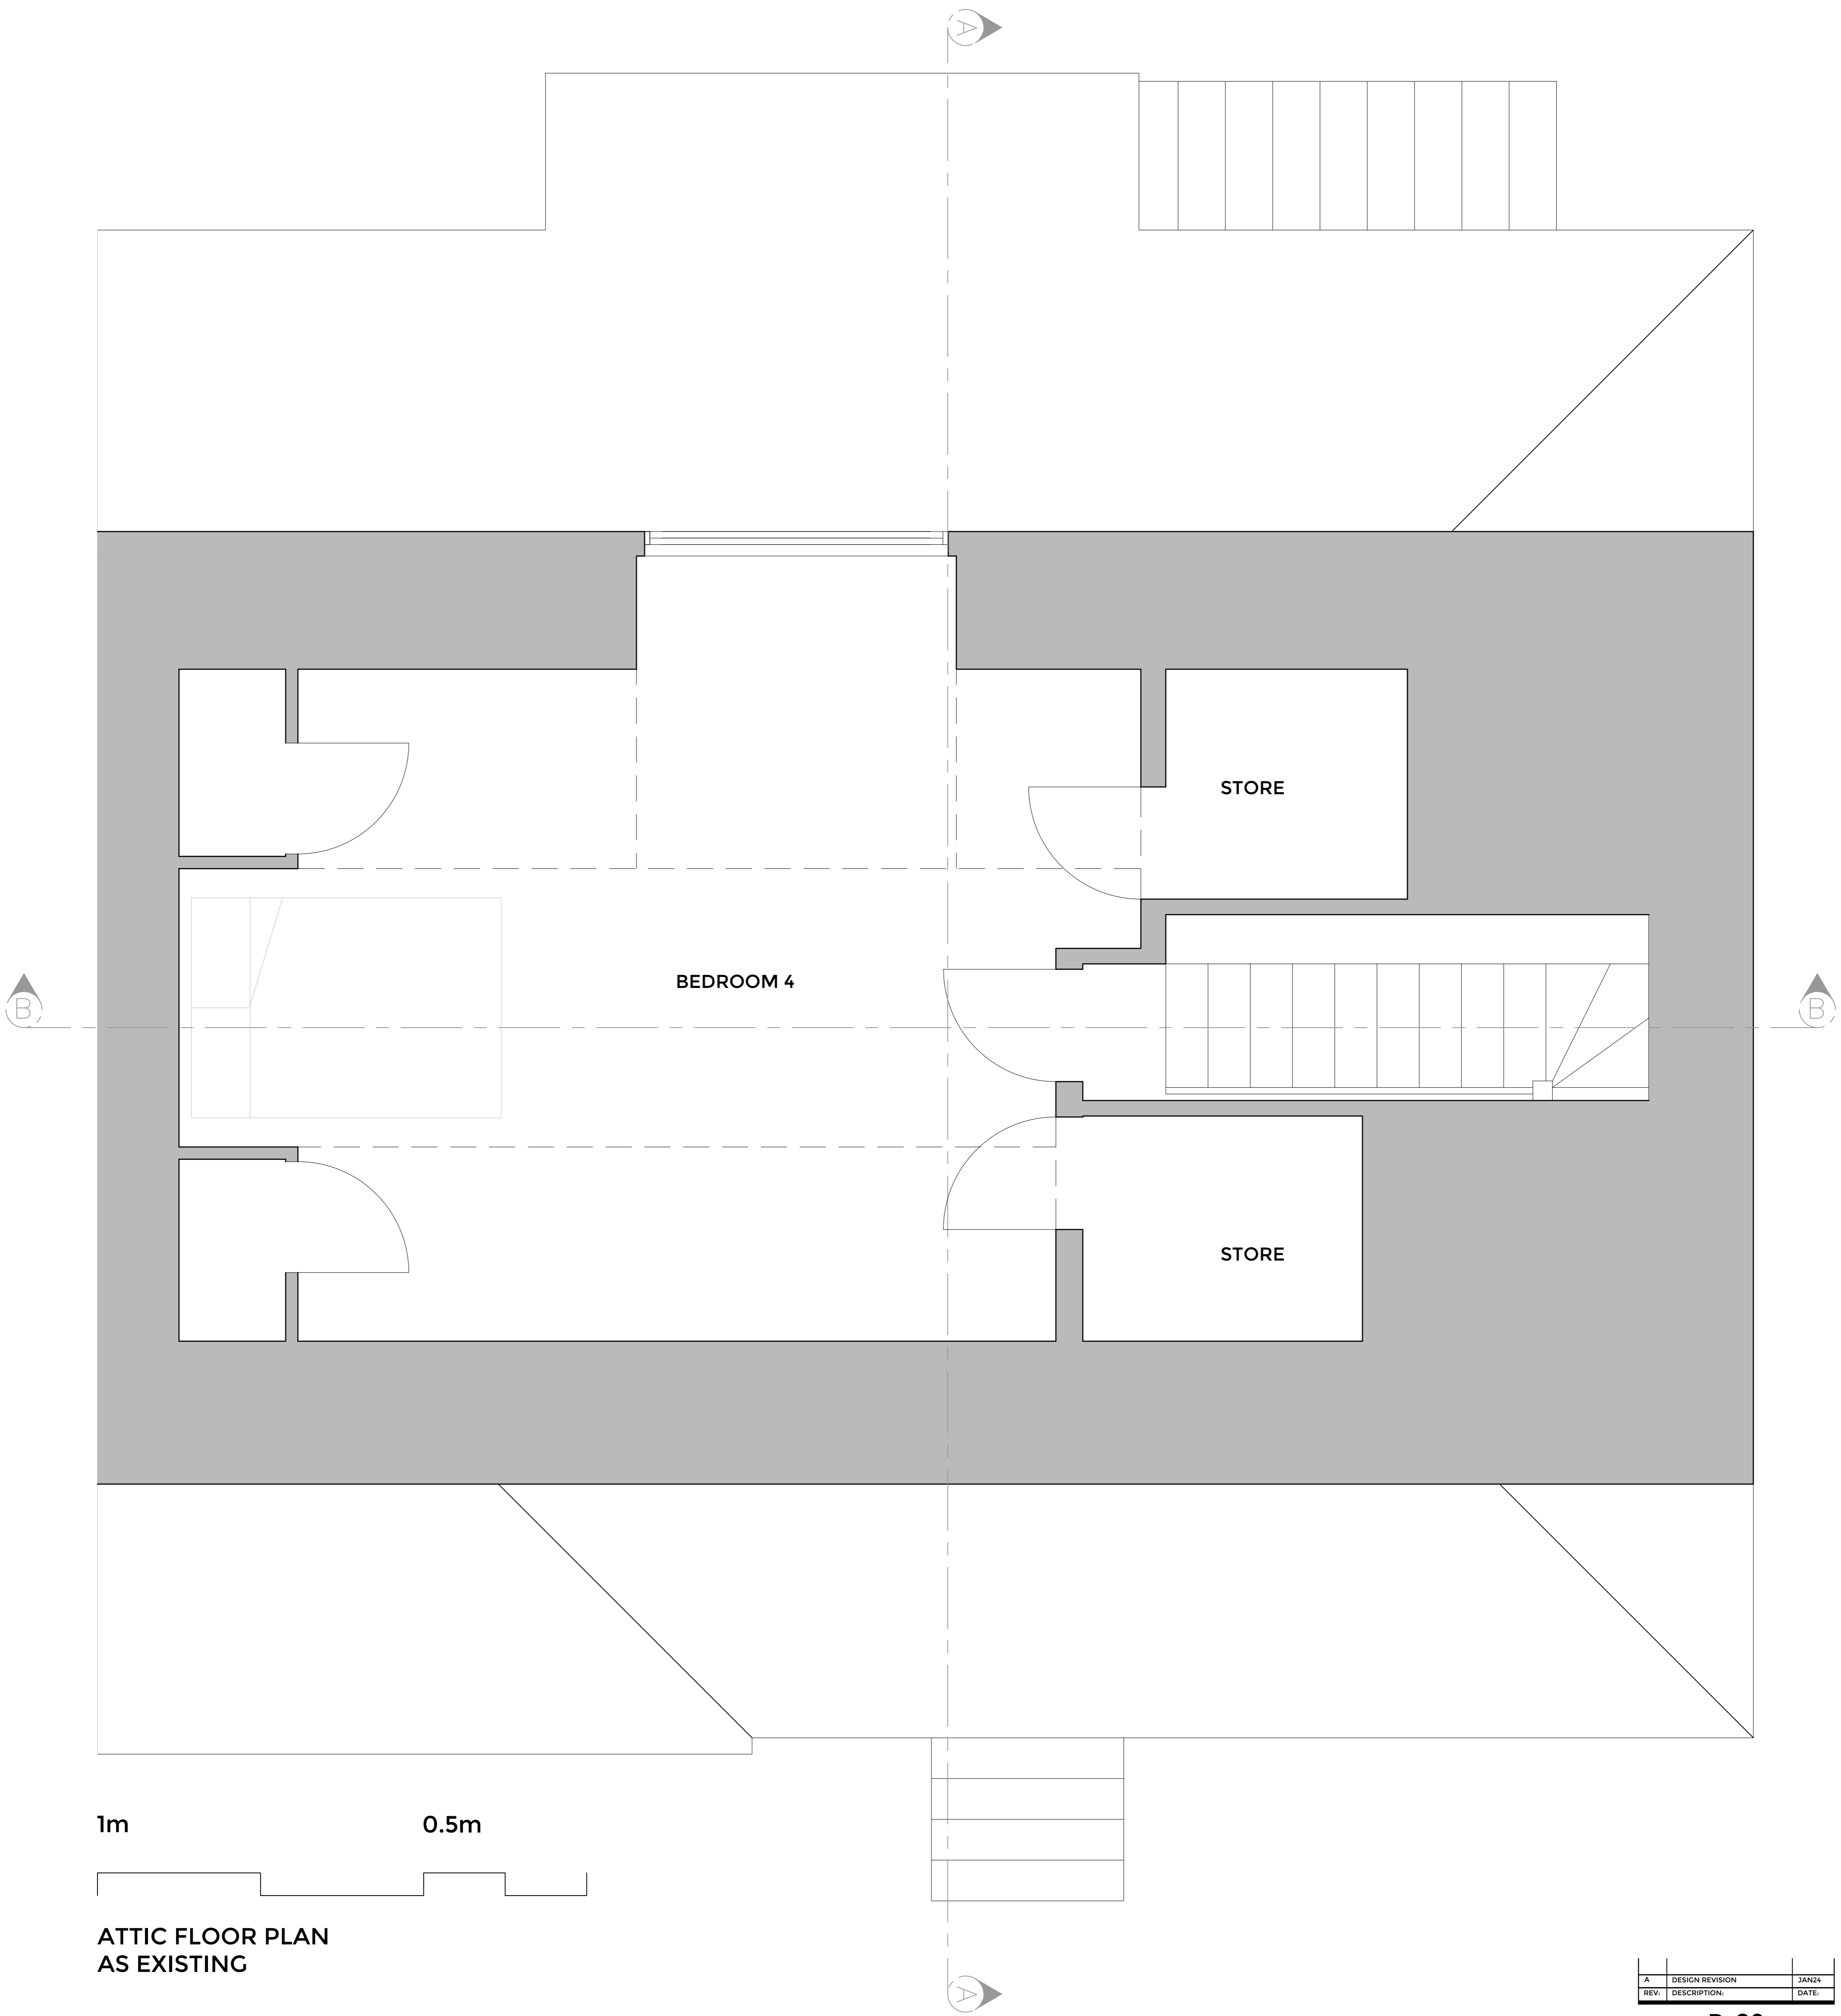 A
STORE
BEDROOM 4
B
B
STORE
1m 0.5m
ATTIC FLOOR PLAN
AS EXISTING
A
A DESIGN REVISION JAN24
REV: DESCRIPTION: DATE: